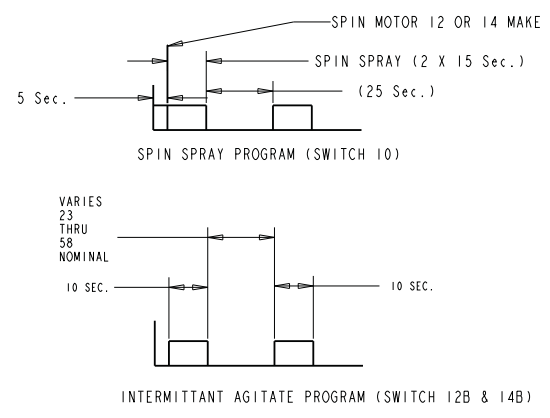 SPIN MOTOR 12 OR 14 MAKE
SPIN SPRAY (2 X 15 Sec.)
5 Sec.
(25 Sec.)
SPIN SPRAY PROGRAM (SWITCH 10)
VARIES
23
THRU
58
NOMINAL
10 SEC.
10 SEC.
INTERMITTANT AGITATE PROGRAM (SWITCH 12B & 14B)